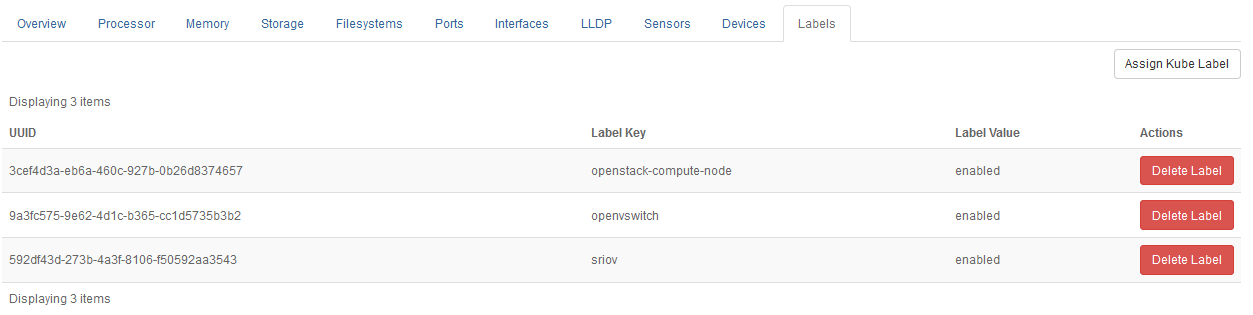 Overview Processor Memory Storage Filesystems Ports Interfaces LLDP Sensors Devices Labels
Assign Kube Label
Displaying 3 items
UUID Label Key Label Value Actions
3cef4d3a-eb6a-460c-927b-0b26d8374657 openstack-compute-node enabled Delete Label
9a3fc575-9e62-4d1c-b365-cc1d5735b3b2 openvswitch enabled Delete Label
592df43d-273b-4a3f-8106-f50592aa3543 sriov enabled Delete Label
Displaying 3 items